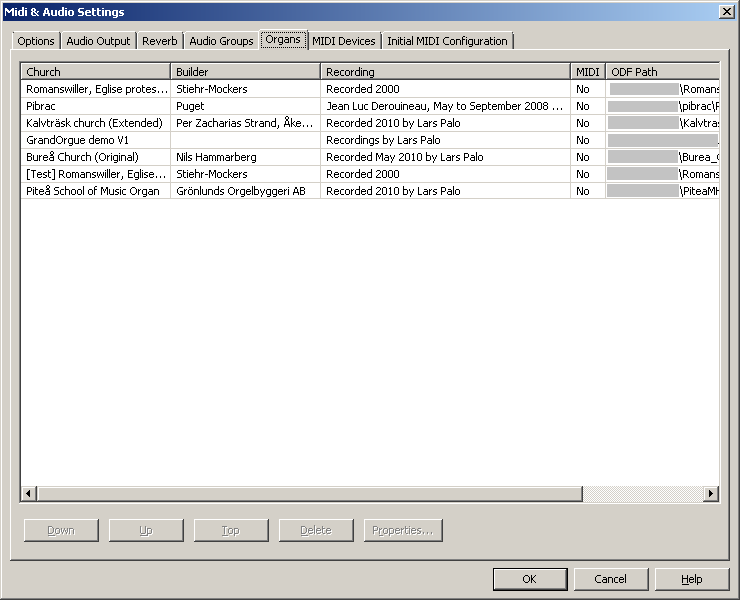 Midi & Audio Settings
Options Audio Output Reverb Audio Groups Organs MIDI Devices Initial MIDI Configuration
Church Builder Recording MIDI ODF Path
Romanswiller, Eglise protes... Stiehr-Mockers Recorded 2000 No \Romans
Pibrac Puget Jean Luc Derouineau, May to September 2008 ... No \pibrac\F
Kalvträsk church (Extended) Per Zacharias Strand, Åke... Recorded 2010 by Lars Palo No \Kalvtras
GrandOrgue demo V1 Recordings by Lars Palo No
Bureå Church (Original) Nils Hammarberg Recorded May 2010 by Lars Palo No \Burea_
[Test] Romanswiller, Eglise... Stiehr-Mockers Recorded 2000 No \Romans
Piteå School of Music Organ Grönlunds Orgelbyggeri AB Recorded 2010 by Lars Palo No \PiteaMH
Down Up Top Delete Properties...
OK Cancel Help